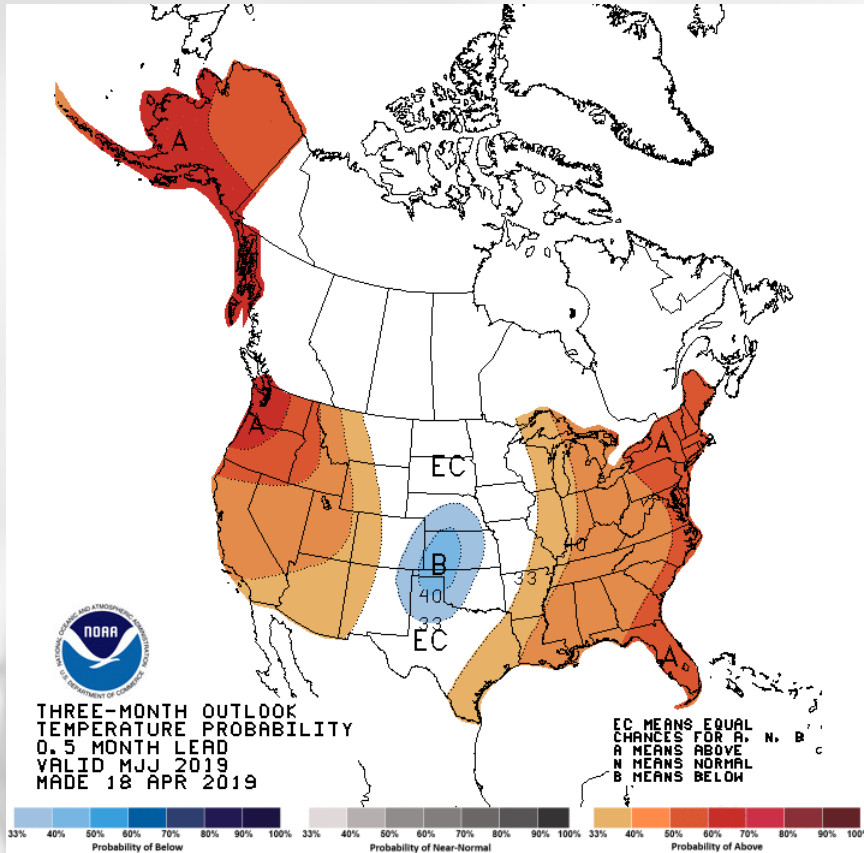 A
A
EC
A
B
40
33
40
33
EC
A
NATIONAL OCEANIC AND ATMOSPHERIC ADMINISTRATION
NOAA
U.S. DEPARTMENT OF COMMERCE
THREE-MONTH OUTLOOK
TEMPERATURE PROBABILITY
0.5 MONTH LEAD
VALID MJJ 2019
MADE 18 APR 2019
EC MEANS EQUAL
CHANCES FOR A, N, B
A MEANS ABOVE
N MEANS NORMAL
B MEANS BELOW
33% 40% 50% 60% 70% 80% 90% 100%
Probability of Below
33% 40% 50% 60% 70% 80% 90% 100%
Probability of Near-Normal
33% 40% 50% 60% 70% 80% 90% 100%
Probability of Above